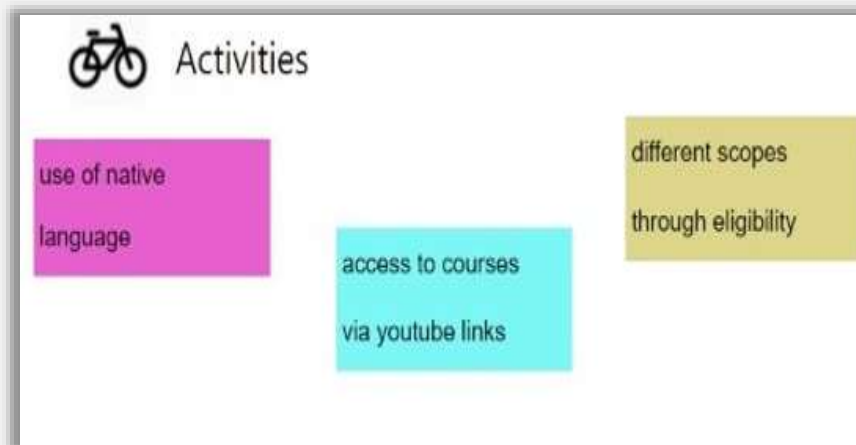 Activities
use of native
language
access to courses
via youtube links
different scopes
through eligibility